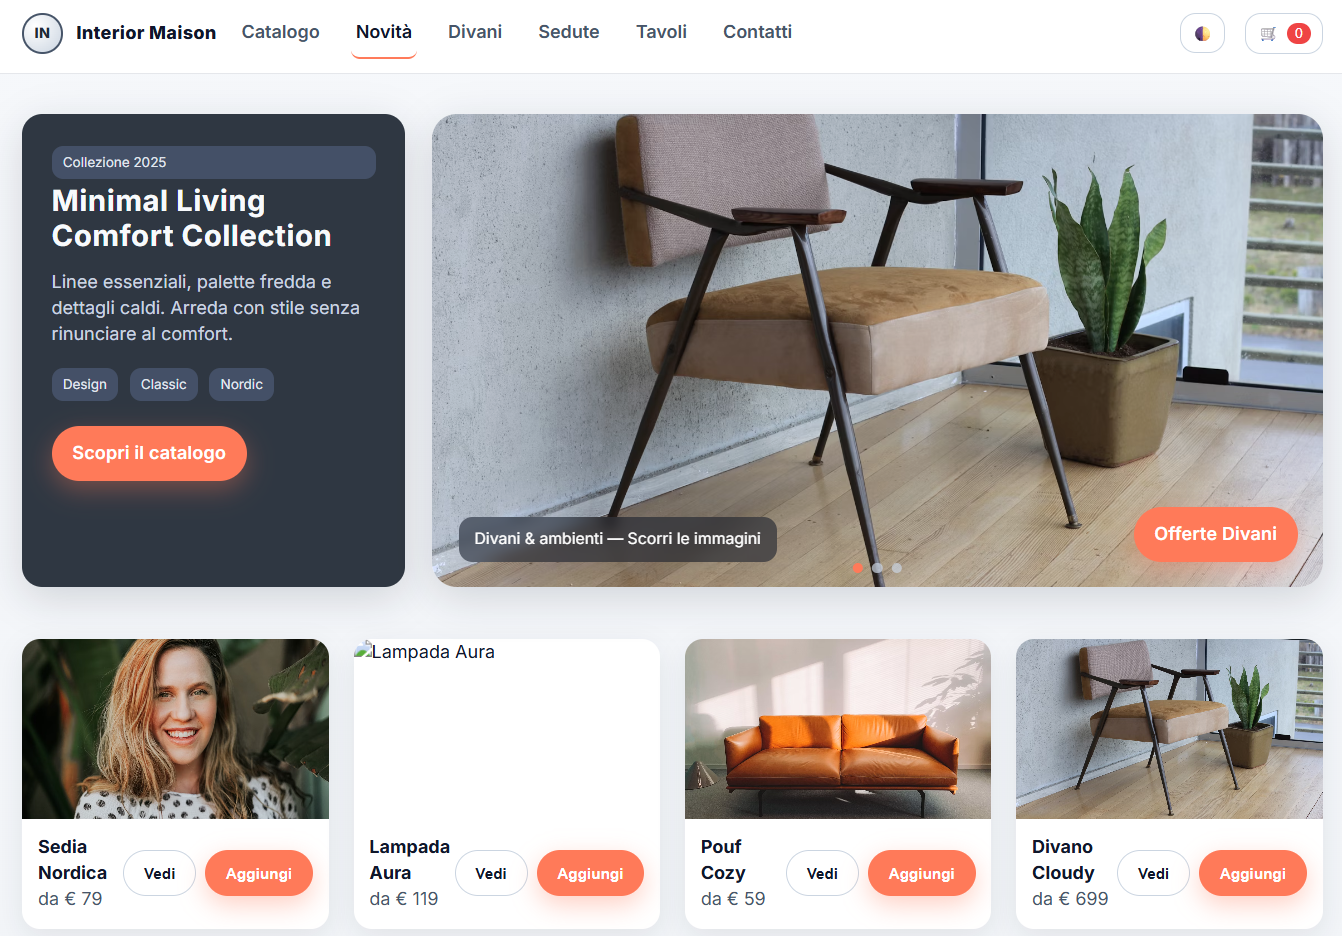 IN Interior Maison Catalogo Novità Divani Sedute Tavoli Contatti 0
Collezione 2025
Minimal Living
Comfort Collection
Linee essenziali, palette fredda e
dettagli caldi. Arreda con stile senza
rinunciare al comfort.
Design Classic Nordic
Scopri il catalogo
Divani & ambienti — Scorri le immagini
Offerte Divani
Lampada Aura
Sedia
Nordica
da € 79
Vedi Aggiungi
Lampada
Aura
da € 119
Vedi Aggiungi
Pouf
Cozy
da € 59
Vedi Aggiungi
Divano
Cloudy
da € 699
Vedi Aggiungi